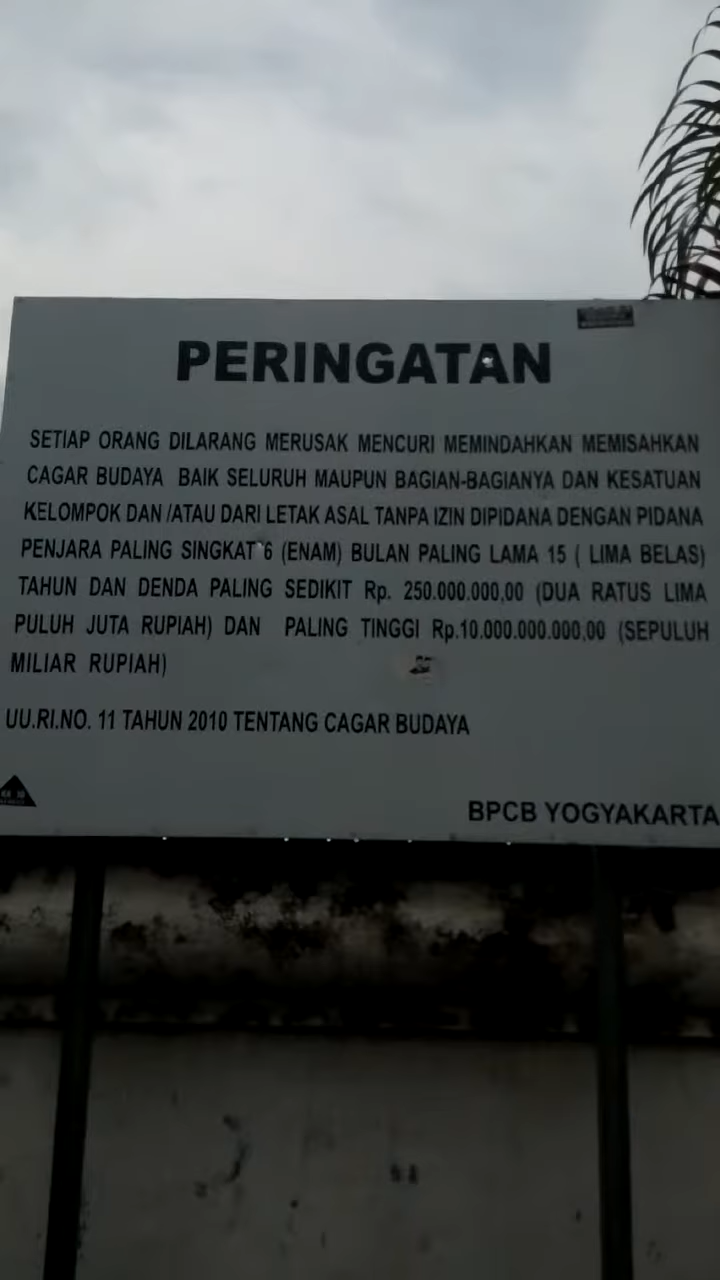 PERINGATAN
SETIAP ORANG DILARANG MERUSAK MENCURI MEMINDAHKAN MEMISAHKAN
CAGAR BUDAYA BAIK SELURUH MAUPUN BAGIAN-BAGIANYA DAN KESATUAN
KELOMPOK DAN /ATAU DARI LETAK ASAL TANPA IZIN DIPIDANA DENGAN PIDANA
PENJARA PALING SINGKAT 6 (ENAM) BULAN PALING LAMA 15 ( LIMA BELAS)
TAHUN DAN DENDA PALING SEDIKIT Rp. 250.000.000,00 (DUA RATUS LIMA
PULUH JUTA RUPIAH) DAN PALING TINGGI Rp.10.000.000.000,00 (SEPULUH
MILIAR RUPIAH)
UU.RI.NO. 11 TAHUN 2010 TENTANG CAGAR BUDAYA
BPCB YOGYAKARTA